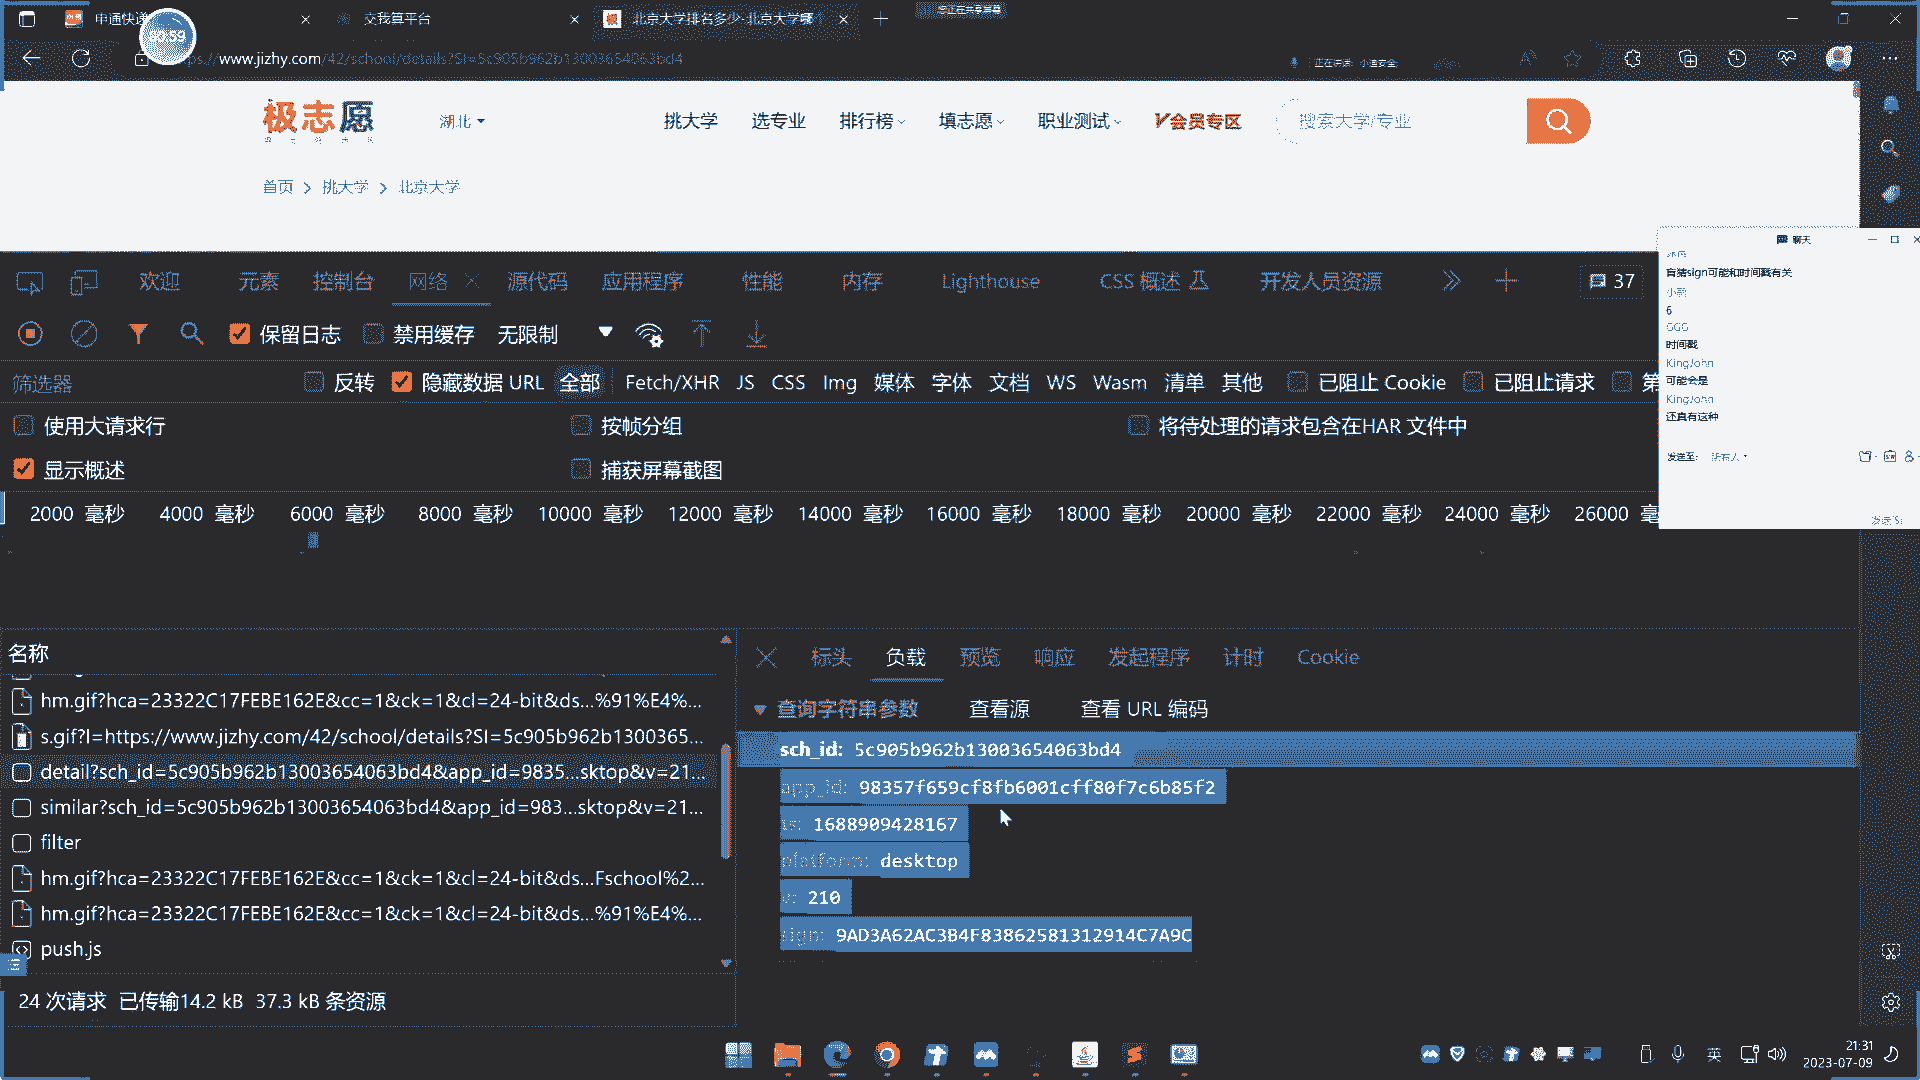 申通快递
交我算平台
北京大学排名多少-北京大学哪
00:59
www.jizhy.com/42/school/details?SI=5c905b962b13003654063bd4
正在讲话: 小迪安全;
极志愿
湖北
挑大学
选专业
排行榜
填志愿
职业测试
V会员专区
搜索大学/专业
首页 > 挑大学 > 北京大学
欢迎
元素
控制台
网络
源代码
应用程序
性能
内存
Lighthouse
CSS 概述
开发人员资源
37
保留日志
禁用缓存
无限制
筛选器
反转
隐藏数据 URL
全部
Fetch/XHR
JS
CSS
Img
媒体
字体
文档
WS
Wasm
清单
其他
已阻止 Cookie
已阻止请求
第
使用大请求行
按帧分组
将待处理的请求包含在HAR 文件中
显示概述
捕获屏幕截图
2000 毫秒
4000 毫秒
6000 毫秒
8000 毫秒
10000 毫秒
12000 毫秒
14000 毫秒
16000 毫秒
18000 毫秒
20000 毫秒
22000 毫秒
24000 毫秒
26000 毫
聊天
盲猜sign可能和时间戳有关
6
GGG
时间戳
KingJohn
可能会是
KingJohn
还真有这种
发送至:
所有人
名称
hm.gif?hca=23322C17FEBE162E&cc=1&ck=1&cl=24-bit&ds...%91%E4%...
s.gif?l=https://www.jizhy.com/42/school/details?SI=5c905b962b1300365...
detail?sch_id=5c905b962b13003654063bd4&app_id=9835...sktop&v=21...
similar?sch_id=5c905b962b13003654063bd4&app_id=983...sktop&v=21...
filter
hm.gif?hca=23322C17FEBE162E&cc=1&ck=1&cl=24-bit&ds...Fschool%2...
hm.gif?hca=23322C17FEBE162E&cc=1&ck=1&cl=24-bit&ds...%91%E4%...
push.js
24 次请求 已传输14.2 kB 37.3 kB 条资源
标头
负载
预览
响应
发起程序
计时
Cookie
查询字符串参数
查看源
查看 URL 编码
sch_id: 5c905b962b13003654063bd4
app_id: 98357f659cf8fb6001cff80f7c6b85f2
ts: 1688909428167
platform: desktop
v: 210
sign: 9AD3A62AC3B4F83862581312914C7A9C
英
21:31
2023-07-09